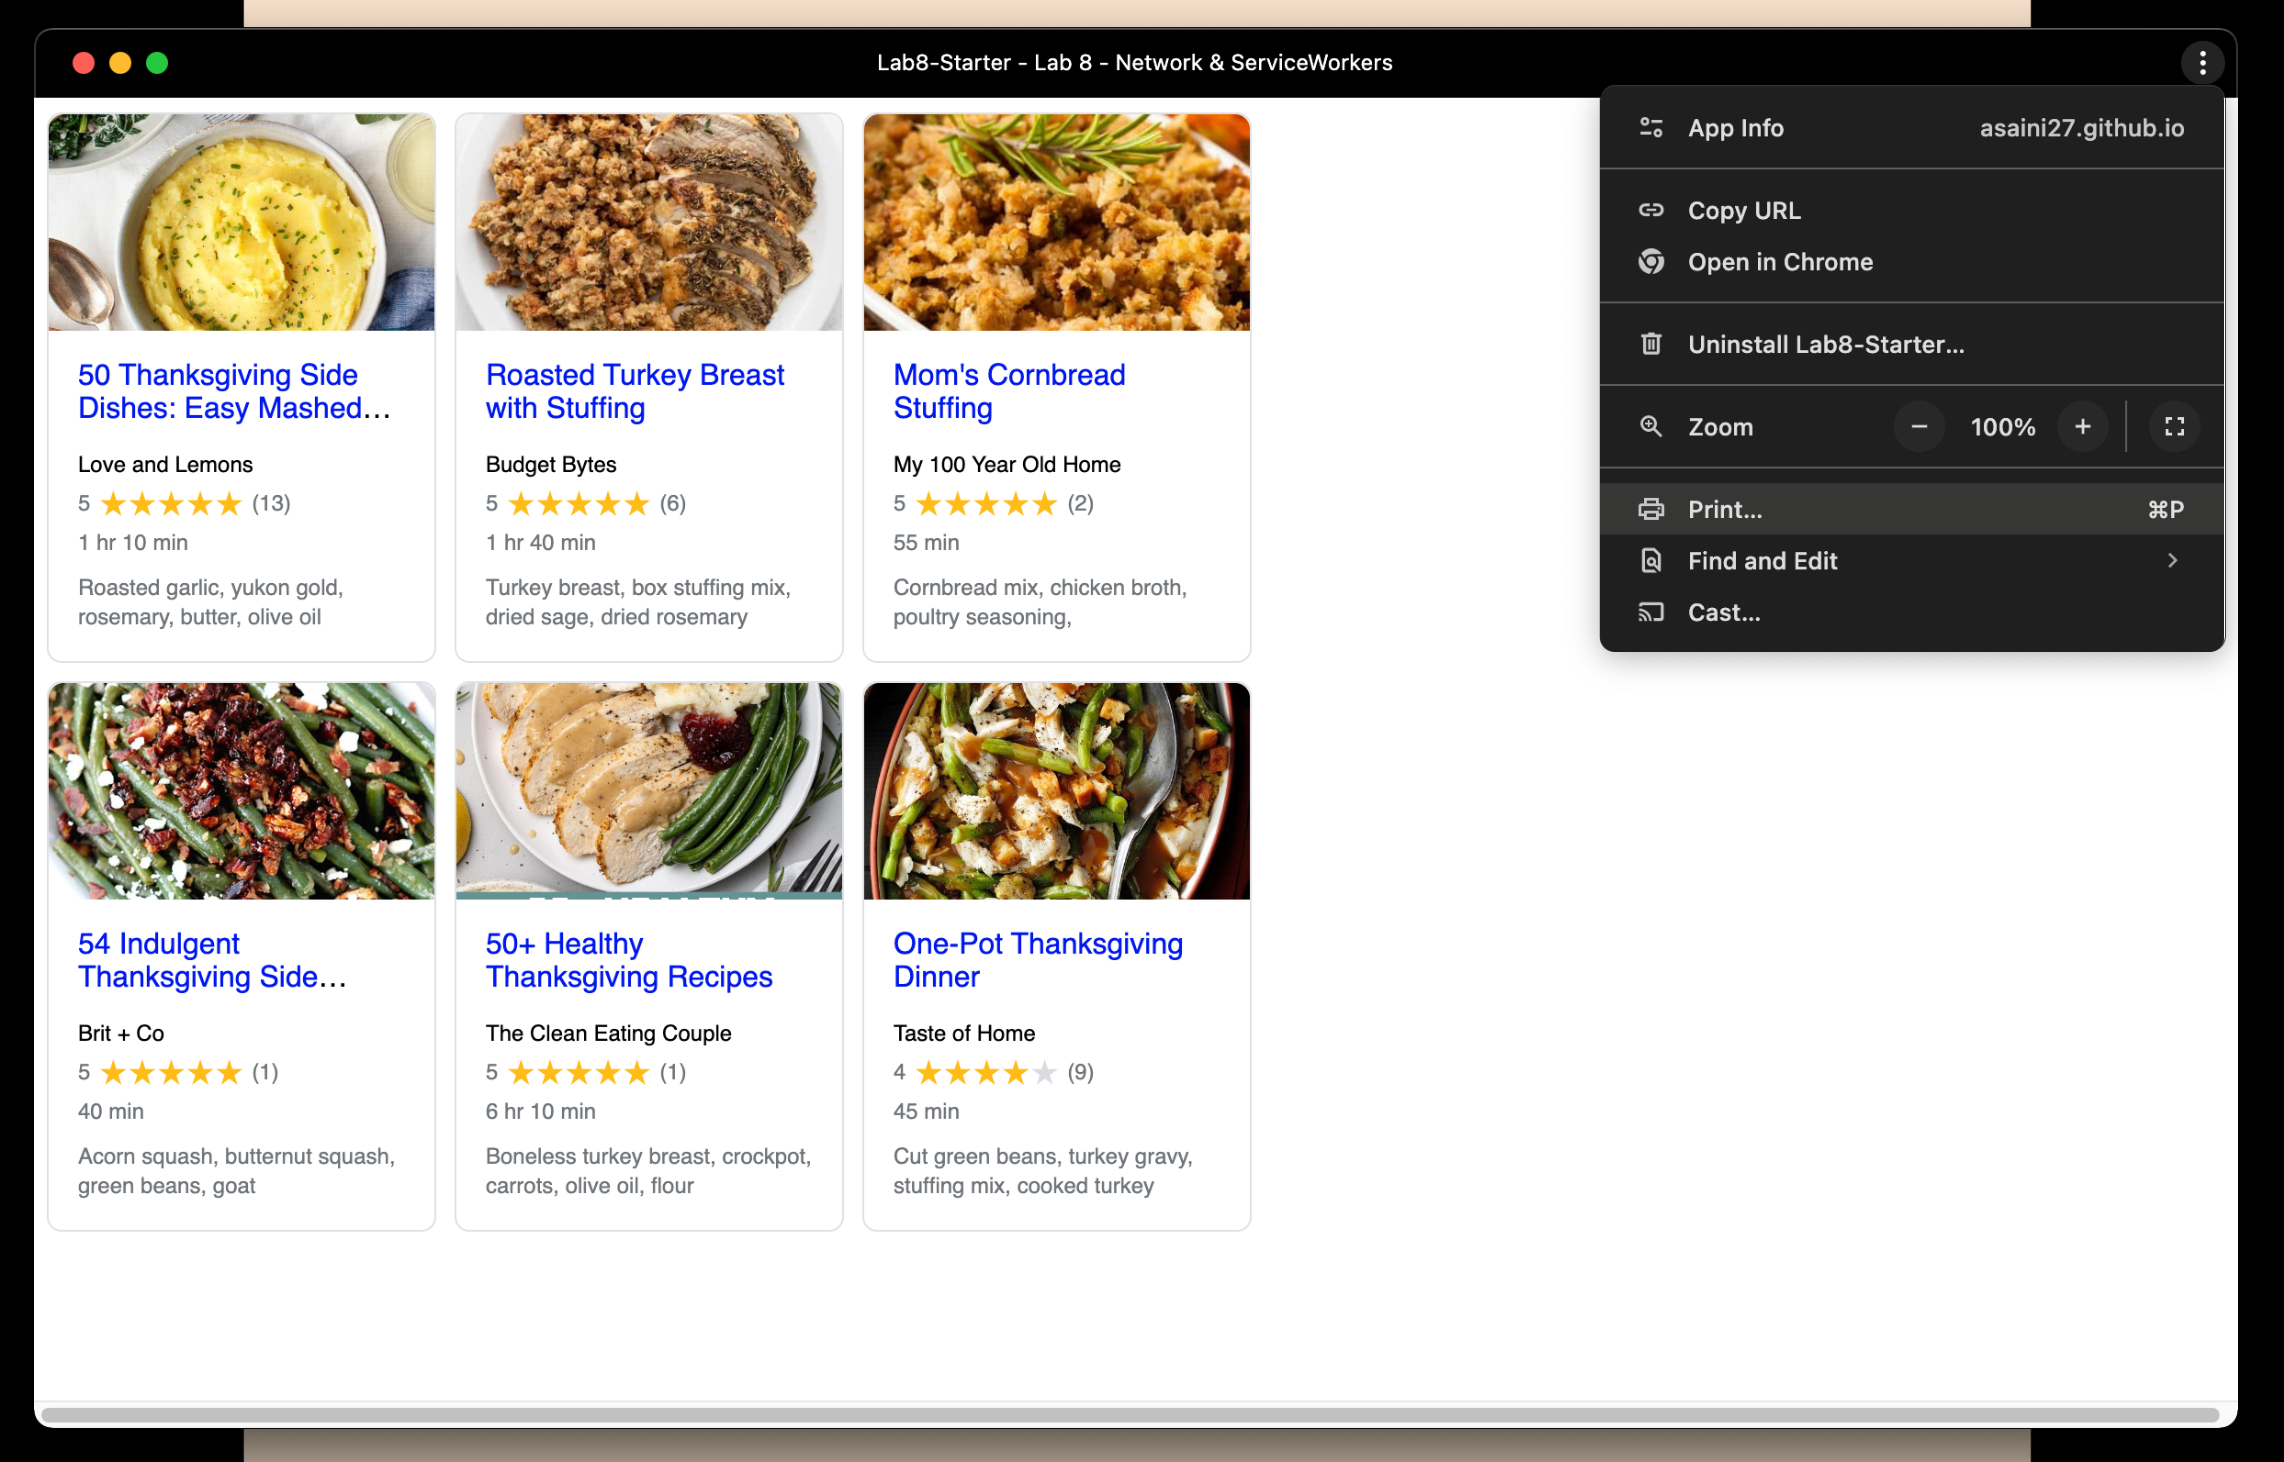 Lab8-Starter - Lab 8 - Network & ServiceWorkers
App Info asaini27.github.io
Copy URL
Open in Chrome
Uninstall Lab8-Starter...
Zoom − 100% +
Print... ⌘P
Find and Edit
Cast...
50 Thanksgiving Side
Dishes: Easy Mashed...
Love and Lemons
5 ★★★★★ (13)
1 hr 10 min
Roasted garlic, yukon gold,
rosemary, butter, olive oil
Roasted Turkey Breast
with Stuffing
Budget Bytes
5 ★★★★★ (6)
1 hr 40 min
Turkey breast, box stuffing mix,
dried sage, dried rosemary
Mom's Cornbread
Stuffing
My 100 Year Old Home
5 ★★★★★ (2)
55 min
Cornbread mix, chicken broth,
poultry seasoning,
54 Indulgent
Thanksgiving Side...
Brit + Co
5 ★★★★★ (1)
40 min
Acorn squash, butternut squash,
green beans, goat
50+ Healthy
Thanksgiving Recipes
The Clean Eating Couple
5 ★★★★★ (1)
6 hr 10 min
Boneless turkey breast, crockpot,
carrots, olive oil, flour
One-Pot Thanksgiving
Dinner
Taste of Home
4 ★★★★★ (9)
45 min
Cut green beans, turkey gravy,
stuffing mix, cooked turkey